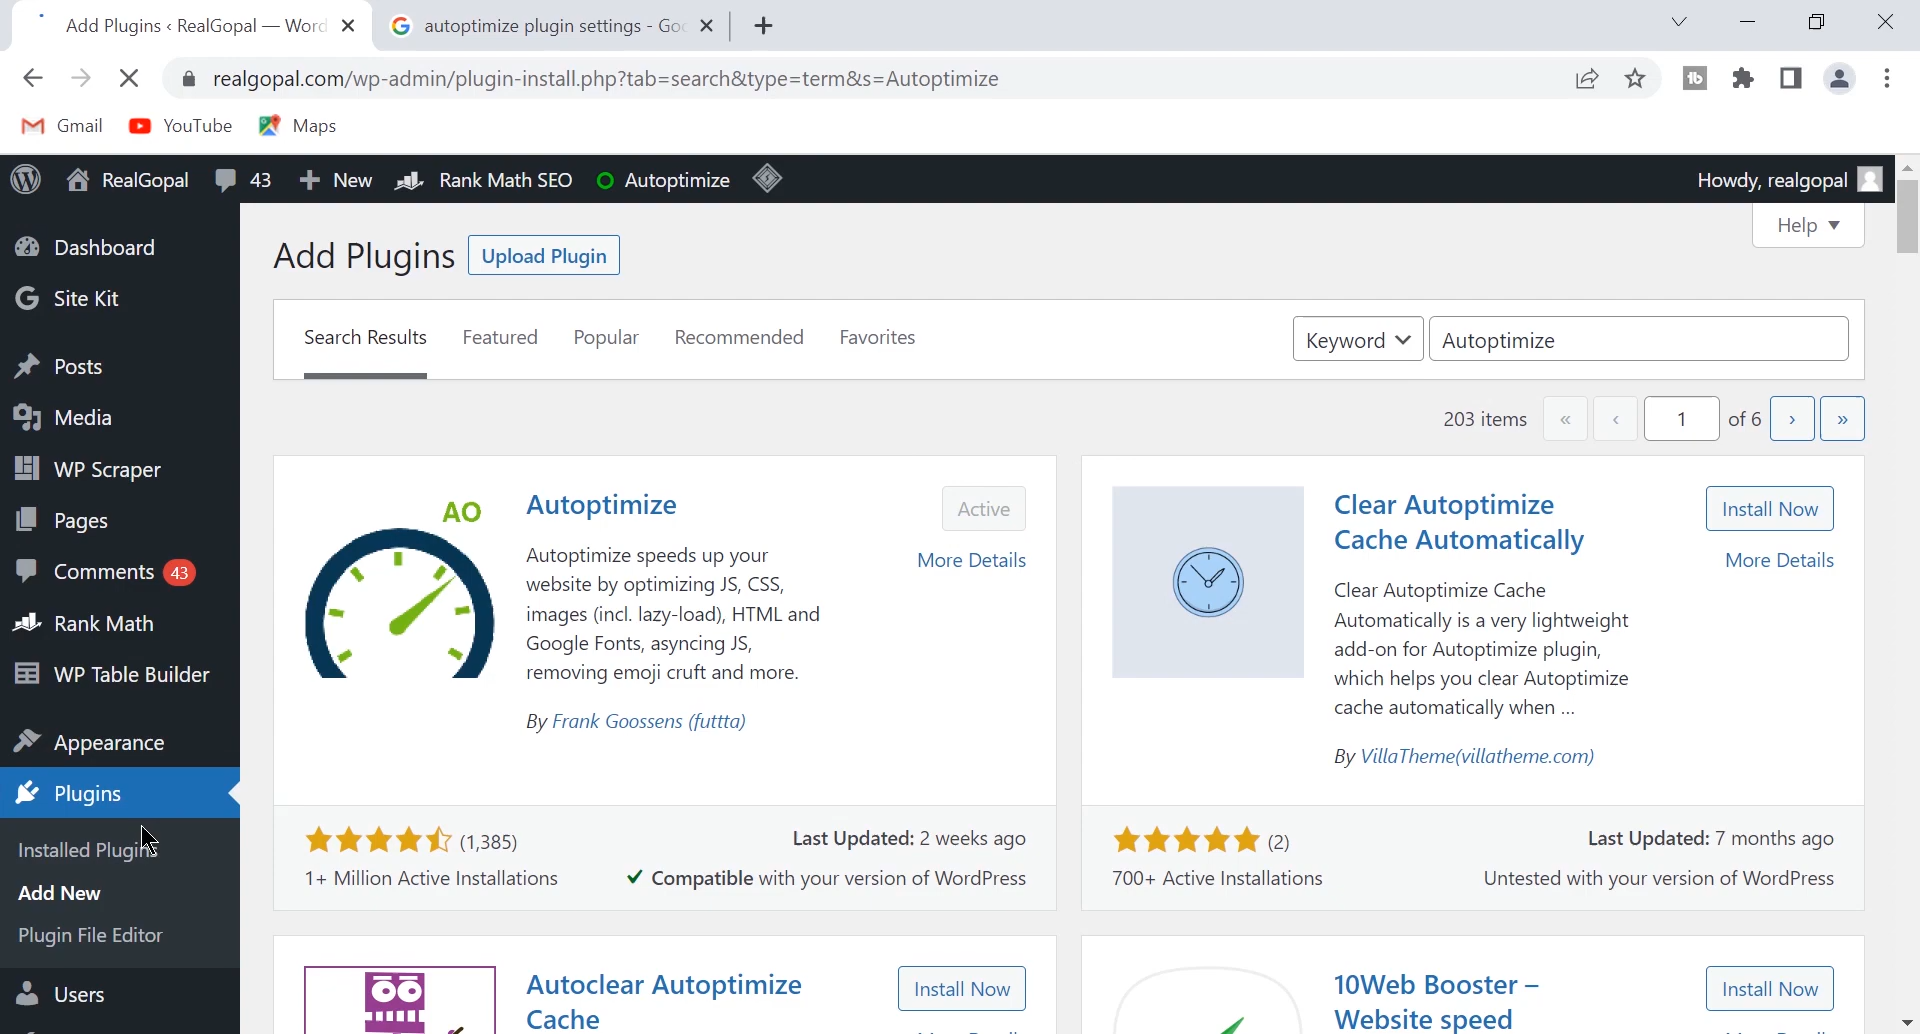 Add Plugins ‹ RealGopal — Word
autoptimize plugin settings - Goo
realgopal.com/wp-admin/plugin-install.php?tab=search&type=term&s=Autoptimize
Gmail
YouTube
Maps
RealGopal
43
New
Rank Math SEO
Autoptimize
Howdy, realgopal
Dashboard
Site Kit
Posts
Media
WP Scraper
Pages
Comments 43
Rank Math
WP Table Builder
Appearance
Plugins
Installed Plugins
Add New
Plugin File Editor
Users
Help
Add Plugins
Upload Plugin
Search Results
Featured
Popular
Recommended
Favorites
Keyword
Autoptimize
203 items
«
‹
1
of 6
›
»
AO
Autoptimize
Active
More Details
Autoptimize speeds up your
website by optimizing JS, CSS,
images (incl. lazy-load), HTML and
Google Fonts, asyncing JS,
removing emoji cruft and more.
By Frank Goossens (futtta)
(1,385)
Last Updated: 2 weeks ago
1+ Million Active Installations
Compatible with your version of WordPress
Clear Autoptimize
Cache Automatically
Install Now
More Details
Clear Autoptimize Cache
Automatically is a very lightweight
add-on for Autoptimize plugin,
which helps you clear Autoptimize
cache automatically when ...
By VillaTheme(villatheme.com)
(2)
Last Updated: 7 months ago
700+ Active Installations
Untested with your version of WordPress
Autoclear Autoptimize
Cache
Install Now
10Web Booster –
Website speed
Install Now